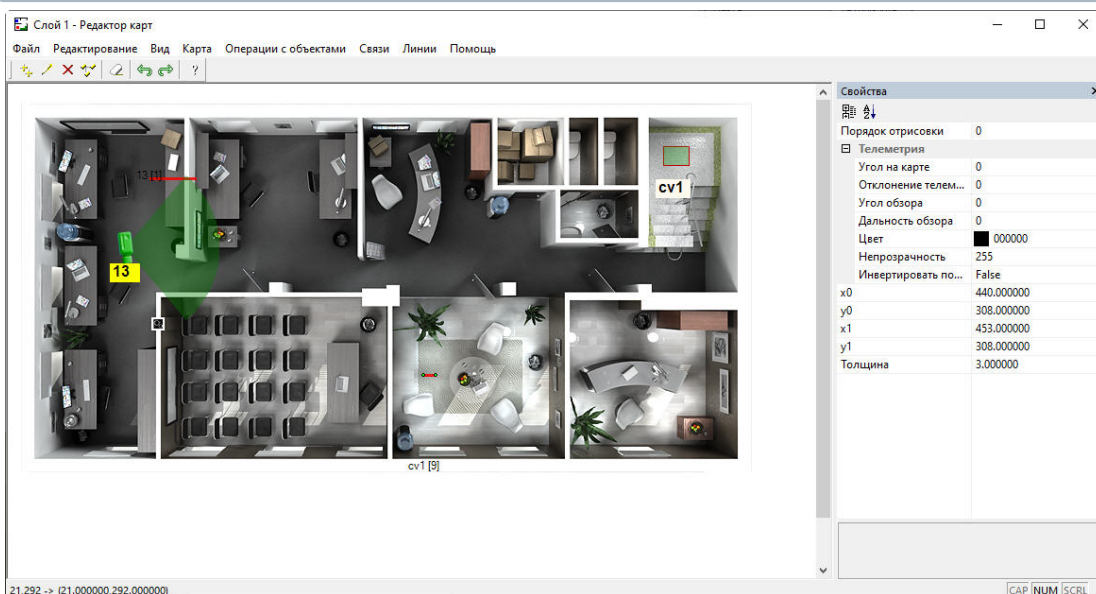 Слой 1 - Редактор карт
Файл Редактирование Вид Карта Операции с объектами Связи Линии Помощь
?
Свойства
Порядок отрисовки 0
Телеметрия
Угол на карте 0
Отклонение телем... 0
Угол обзора 0
Дальность обзора 0
Цвет 000000
Непрозрачность 255
Инвертировать по... False
x0 440.000000
y0 308.000000
x1 453.000000
y1 308.000000
Толщина 3.000000
13 [1]
cv1
13
cv1 [9]
21,292 -> (21.000000,292.000000)
CAP NUM SCRL